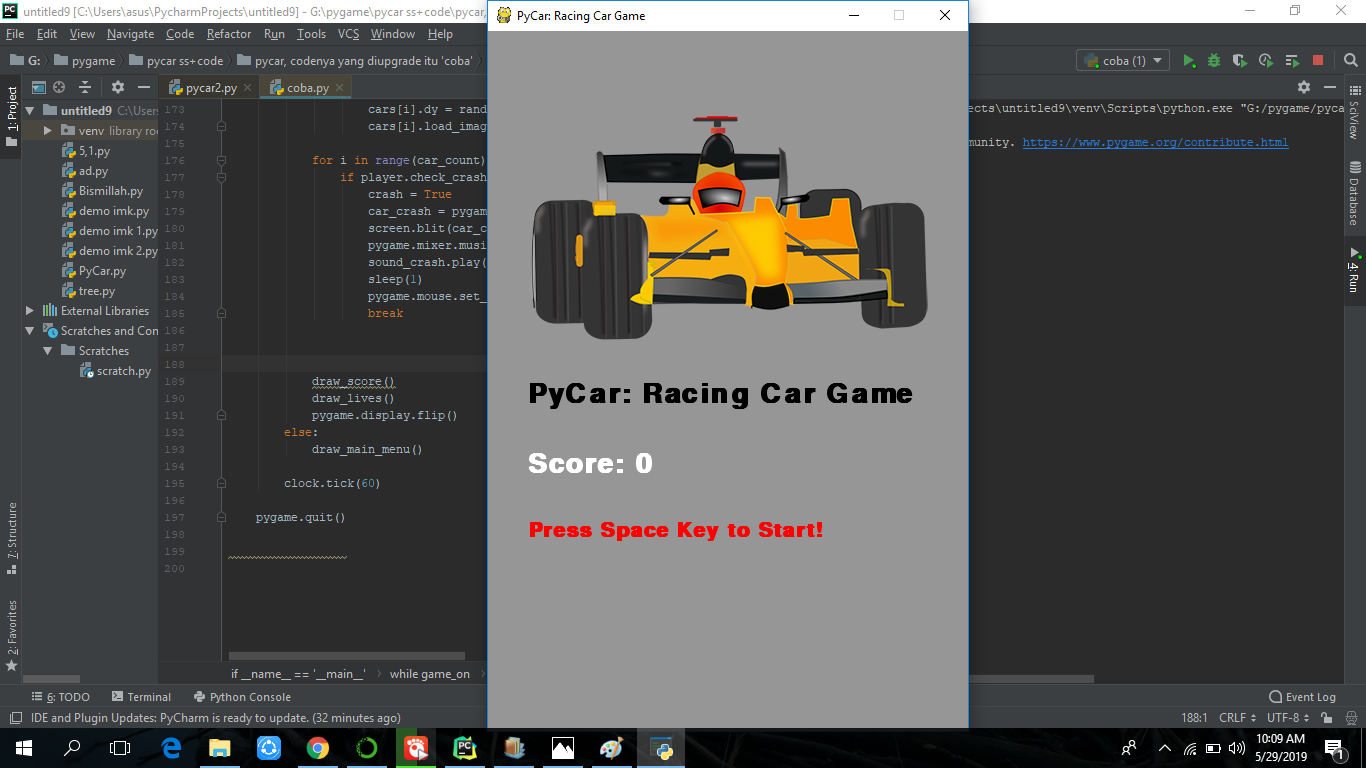 untitled9 [C:\Users\asus\PycharmProjects\untitled9] - G:\pygame\pycar ss+code\pycar,
PyCar: Racing Car Game
File Edit View Navigate Code Refactor Run Tools VCS Window Help
G: pygame pycar ss+code pycar, codenya yang diupgrade itu 'coba'
coba (1)
1: Project
pycar2.py coba.py
untitled9 C:\Users
venv library roo
5,1.py
ad.py
Bismillah.py
demo imk.py
demo imk 1.py
demo imk 2.py
PyCar.py
tree.py
External Libraries
Scratches and Con
Scratches
scratch.py
173 cars[i].dy = rand
174 cars[i].load_imag
175
176 for i in range(car_count)
177 if player.check_crash
178 crash = True
179 car_crash = pygam
180 screen.blit(car_c
181 pygame.mixer.musi
182 sound_crash.play(
183 sleep(1)
184 pygame.mouse.set_
185 break
186
187
188
189 draw_score()
190 draw_lives()
191 pygame.display.flip()
192 else:
193 draw_main_menu()
194
195 clock.tick(60)
196
197 pygame.quit()
198
199
200
if __name__ == '__main__' while game_on
PyCar: Racing Car Game
Score: 0
Press Space Key to Start!
ects\untitled9\venv\Scripts\python.exe "G:/pygame/pyca
munity. https://www.pygame.org/contribute.html
SciView
Database
4: Run
7: Structure
2: Favorites
6: TODO Terminal Python Console Event Log
IDE and Plugin Updates: PyCharm is ready to update. (32 minutes ago) 188:1 CRLF UTF-8
10:09 AM
5/29/2019
1